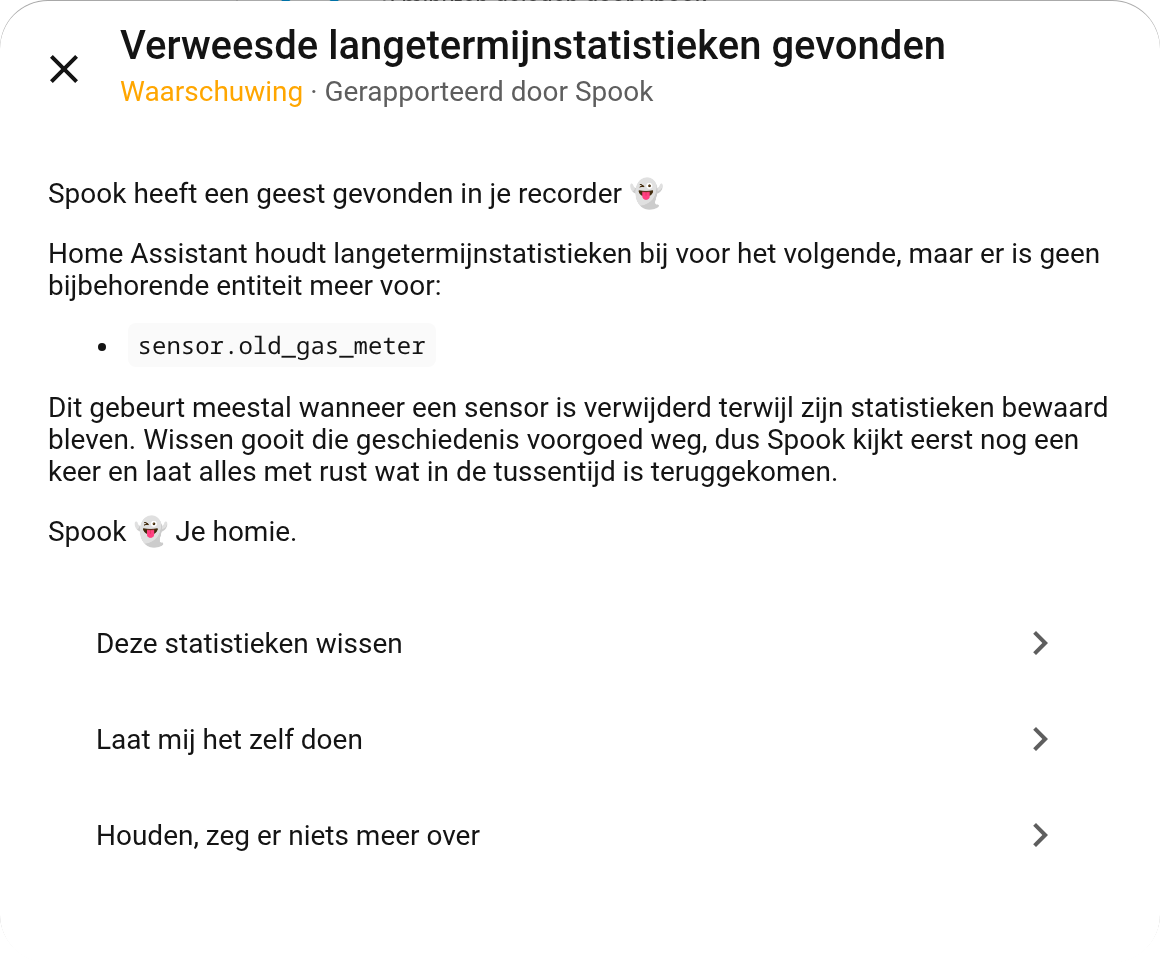 Verweesde langetermijnstatistieken gevonden
Waarschuwing · Gerapporteerd door Spook
Spook heeft een geest gevonden in je recorder 👻
Home Assistant houdt langetermijnstatistieken bij voor het volgende, maar er is geen
bijbehorende entiteit meer voor:
• sensor.old_gas_meter
Dit gebeurt meestal wanneer een sensor is verwijderd terwijl zijn statistieken bewaard
bleven. Wissen gooit die geschiedenis voorgoed weg, dus Spook kijkt eerst nog een
keer en laat alles met rust wat in de tussentijd is teruggekomen.
Spook 👻 Je homie.
Deze statistieken wissen
Laat mij het zelf doen
Houden, zeg er niets meer over